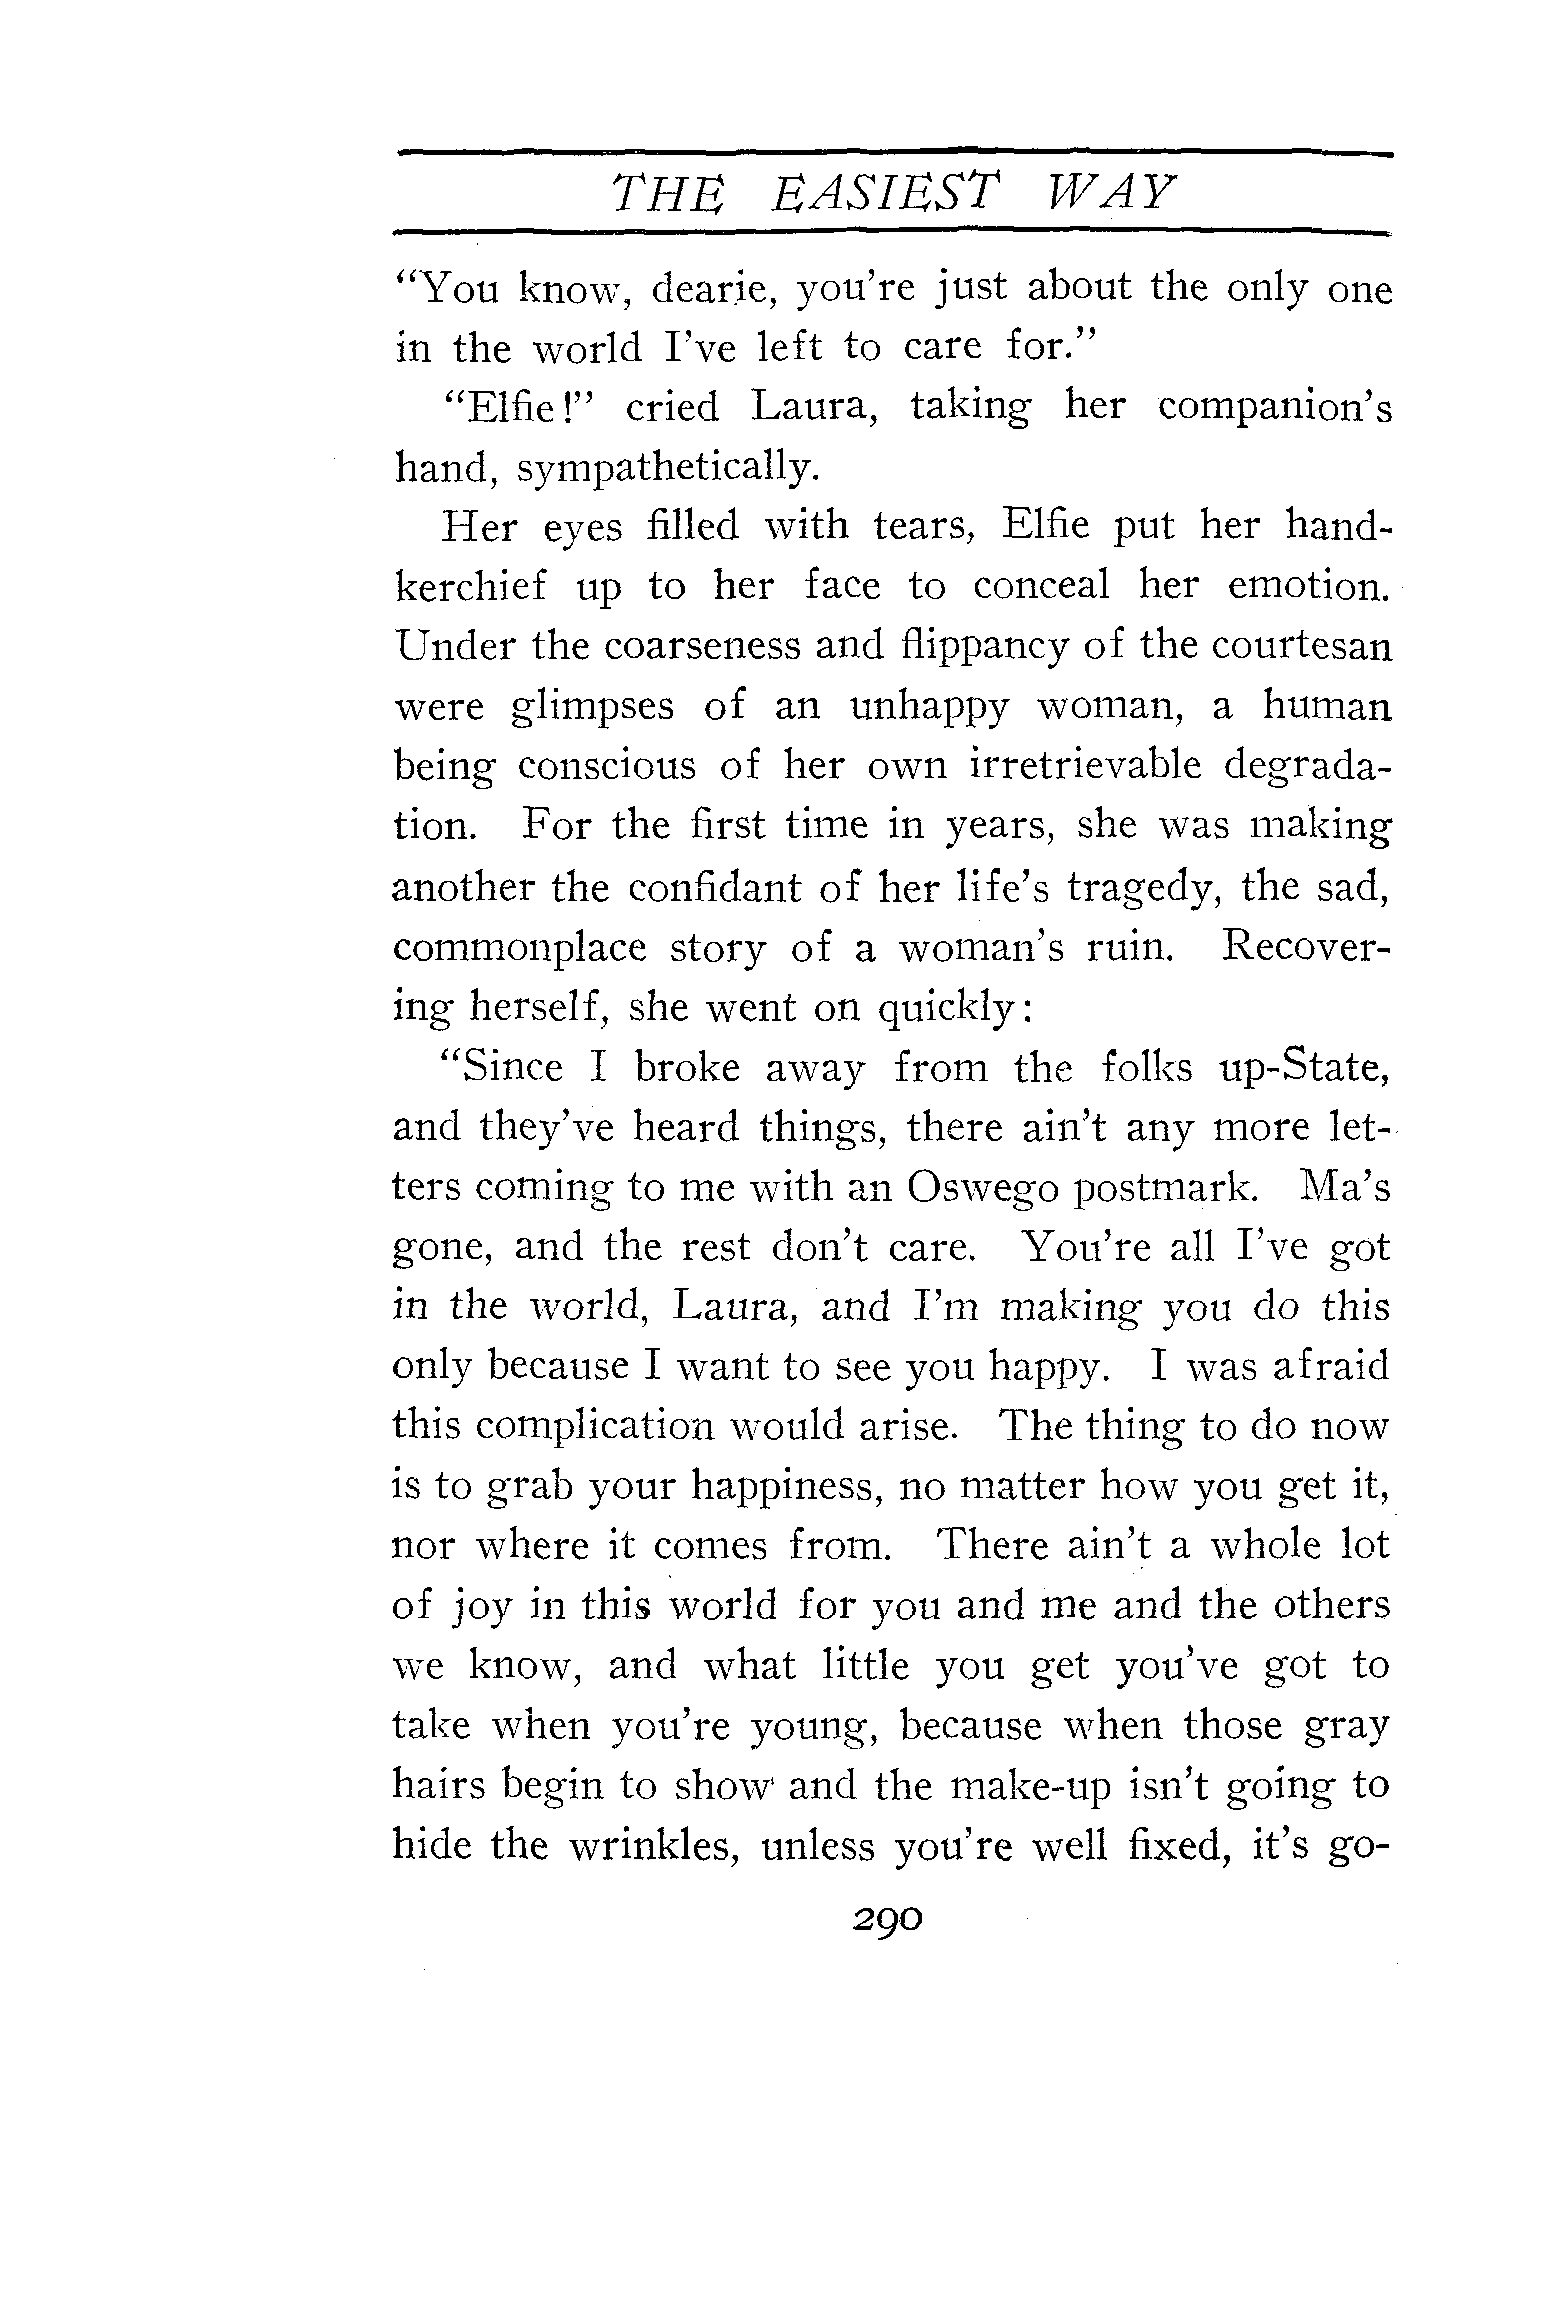 THE EASIEST WAY
“You know, dearie, you’re just about the only one
in the world I’ve left to care for.”
“Elfie!” cried Laura, taking her companion’s
hand, sympathetically.
Her eyes filled with tears, Elfie put her hand-
kerchief up to her face to conceal her emotion.
Under the coarseness and flippancy of the courtesan
were glimpses of an unhappy woman, a human
being conscious of her own irretrievable degrada-
tion. For the first time in years, she was making
another the confidant of her life’s tragedy, the sad,
commonplace story of a woman’s ruin. Recover-
ing herself, she went on quickly:
“Since I broke away from the folks up-State,
and they’ve heard things, there ain’t any more let-
ters coming to me with an Oswego postmark. Ma’s
gone, and the rest don’t care. You’re all I’ve got
in the world, Laura, and I’m making you do this
only because I want to see you happy. I was afraid
this complication would arise. The thing to do now
is to grab your happiness, no matter how you get it,
nor where it comes from. There ain’t a whole lot
of joy in this world for you and me and the others
we know, and what little you get you’ve got to
take when you’re young, because when those gray
hairs begin to show and the make-up isn’t going to
hide the wrinkles, unless you’re well fixed, it’s go-
290